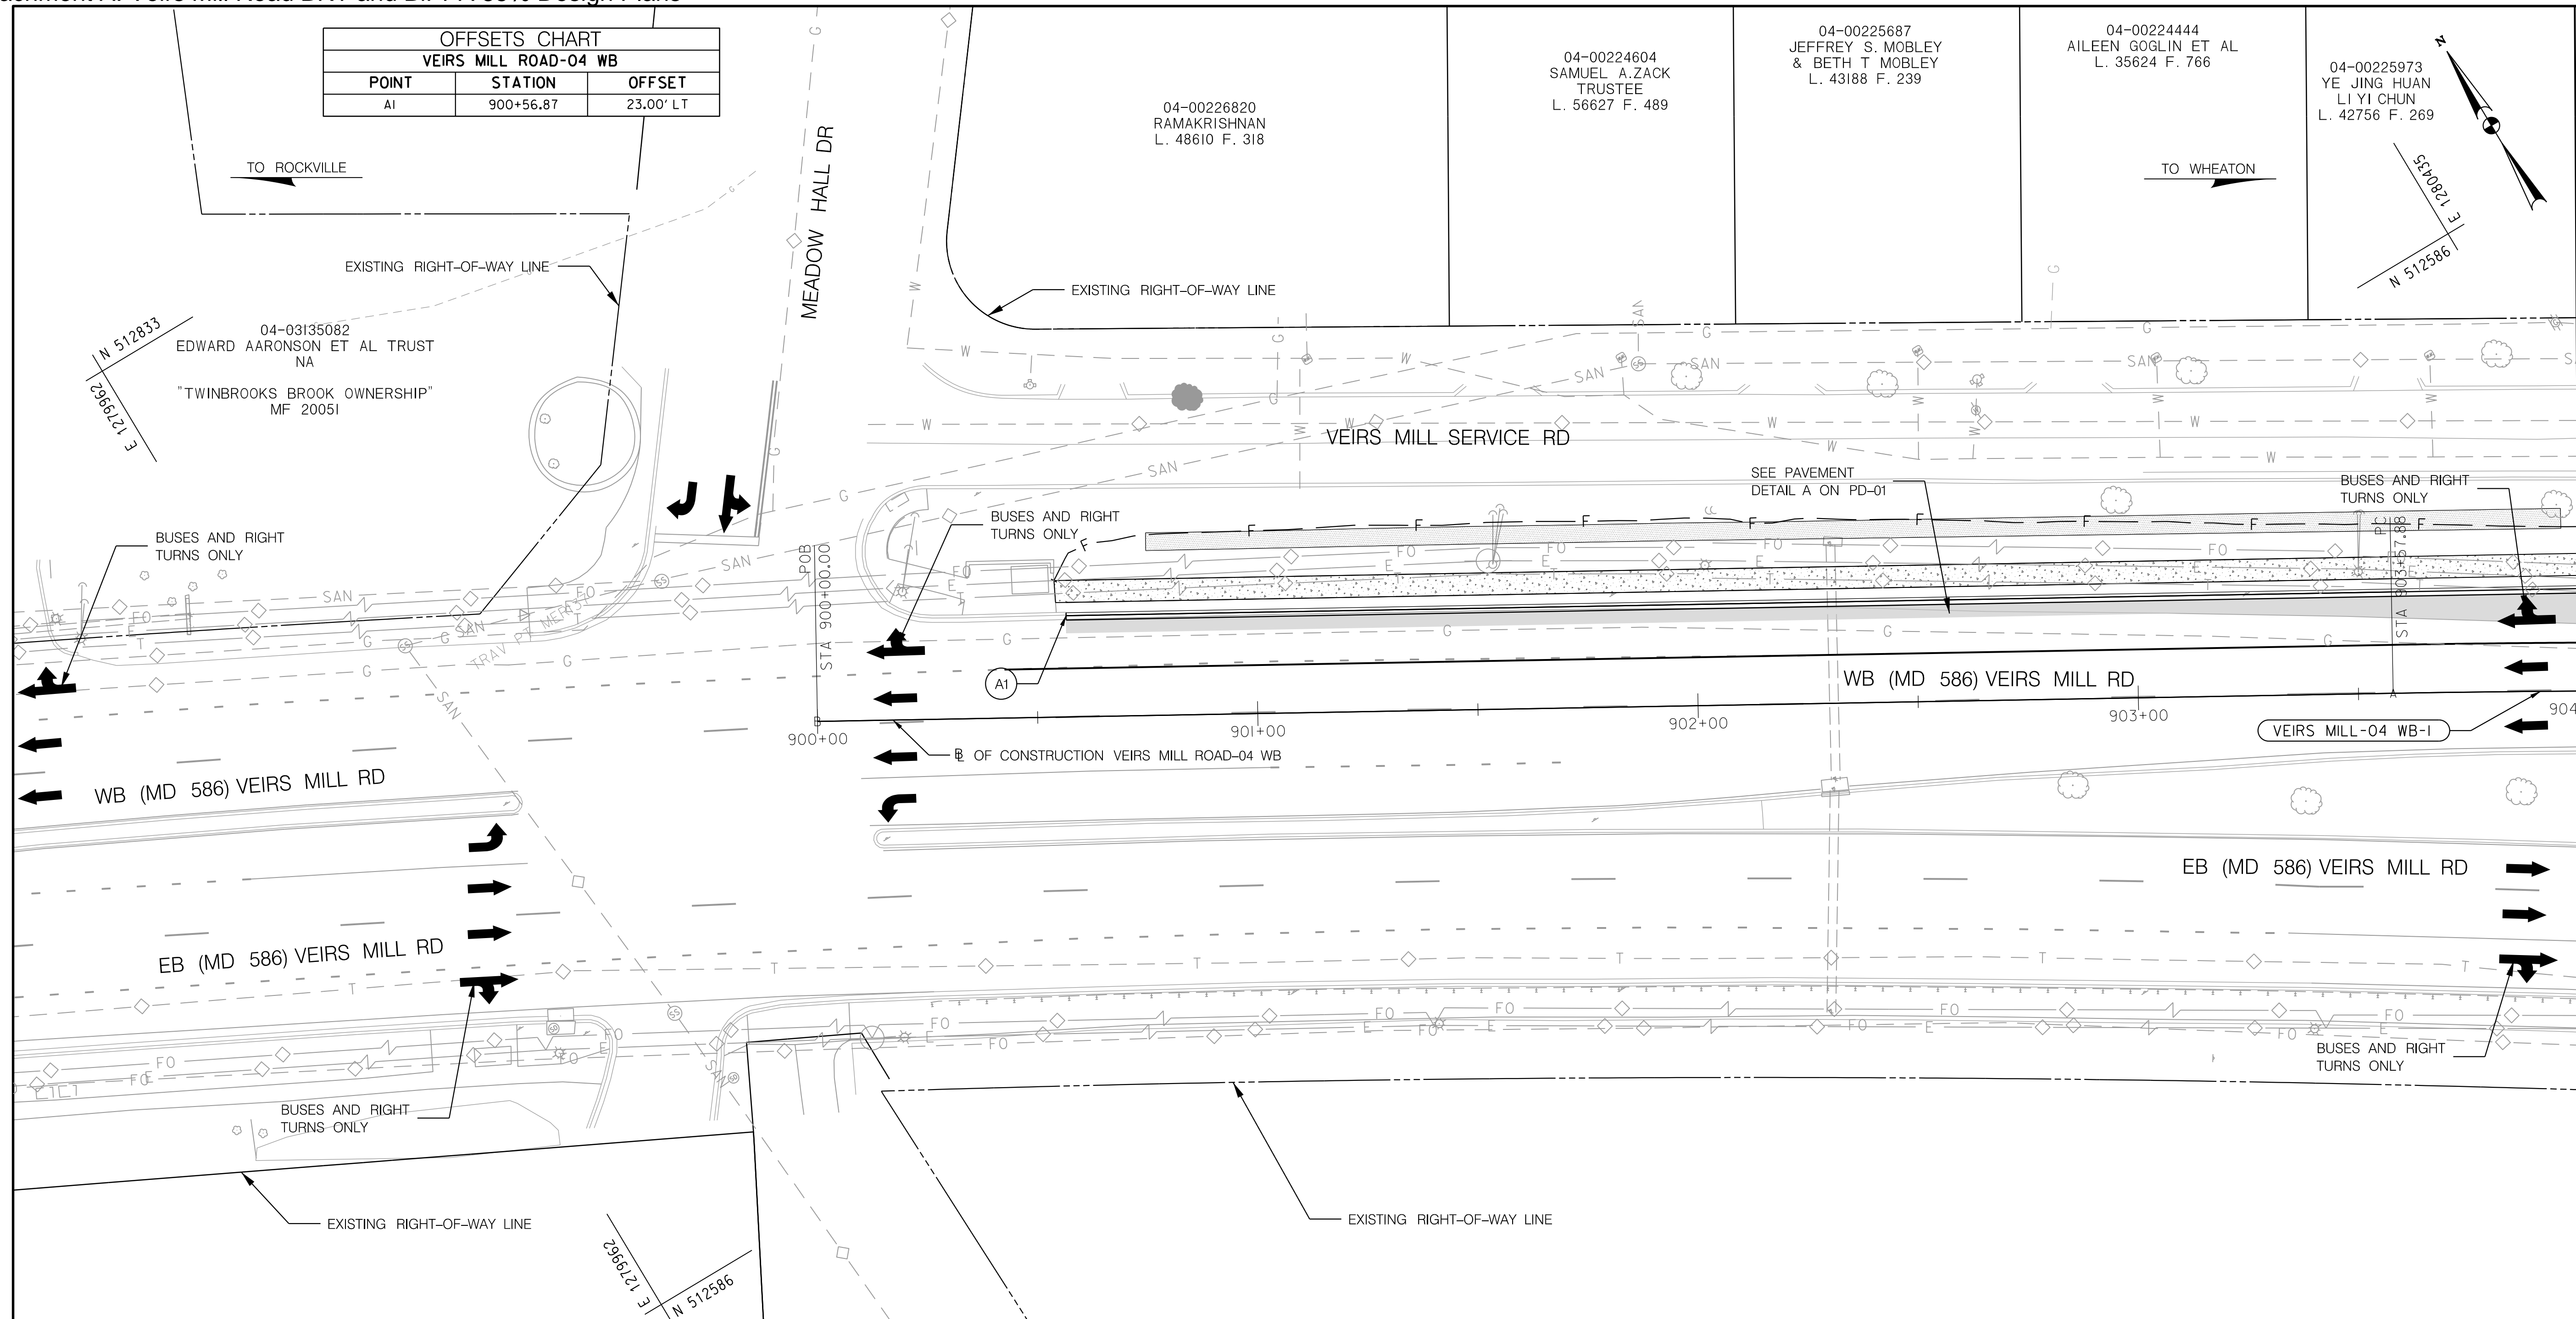 OFFSETS CHART
VEIRS MILL ROAD-04 WB
POINT STATION OFFSET
A1 900+56.87 23.00' LT
TO ROCKVILLE
MEADOW HALL DR
04-00226820
RAMAKRISHNAN
L. 48610 F. 318
04-00224604
SAMUEL A.ZACK
TRUSTEE
L. 56627 F. 489
04-00225687
JEFFREY S. MOBLEY
& BETH T MOBLEY
L. 43188 F. 239
04-00224444
AILEEN GOGLIN ET AL
L. 35624 F. 766
04-00225973
YE JING HUAN
LI YI CHUN
L. 42756 F. 269
N
TO WHEATON
E 1280435
N 512586
EXISTING RIGHT-OF-WAY LINE
EXISTING RIGHT-OF-WAY LINE
N 512833
E 1279962
04-03135082
EDWARD AARONSON ET AL TRUST
NA
"TWINBROOKS BROOK OWNERSHIP"
MF 20051
VEIRS MILL SERVICE RD
SEE PAVEMENT
DETAIL A ON PD-01
BUSES AND RIGHT
TURNS ONLY
BUSES AND RIGHT
TURNS ONLY
BUSES AND RIGHT
TURNS ONLY
POB
STA 900+00.00
PC
STA 903+57.88
A1
WB (MD 586) VEIRS MILL RD
900+00
901+00
902+00
903+00
904
VEIRS MILL-04 WB-1
BL OF CONSTRUCTION VEIRS MILL ROAD-04 WB
WB (MD 586) VEIRS MILL RD
EB (MD 586) VEIRS MILL RD
EB (MD 586) VEIRS MILL RD
BUSES AND RIGHT
TURNS ONLY
BUSES AND RIGHT
TURNS ONLY
EXISTING RIGHT-OF-WAY LINE
EXISTING RIGHT-OF-WAY LINE
E 1279962
N 512586